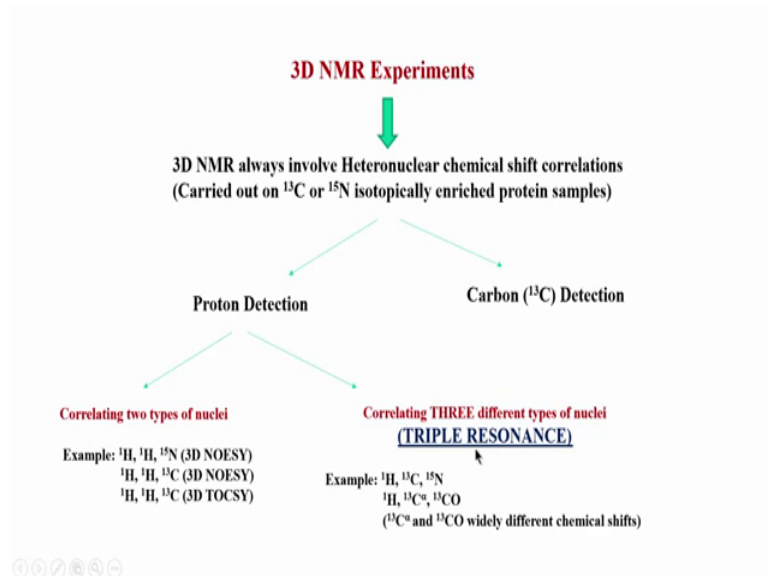 3D NMR Experiments
3D NMR always involve Heteronuclear chemical shift correlations
(Carried out on ¹³C or ¹⁵N isotopically enriched protein samples)
Proton Detection
Carbon (¹³C) Detection
Correlating two types of nuclei
Example: ¹H, ¹H, ¹⁵N (3D NOESY)
¹H, ¹H, ¹³C (3D NOESY)
¹H, ¹H, ¹³C (3D TOCSY)
Correlating THREE different types of nuclei
(TRIPLE RESONANCE)
Example: ¹H, ¹³C, ¹⁵N
¹H, ¹³Cᵅ, ¹³CO
(¹³Cᵅ and ¹³CO widely different chemical shifts)